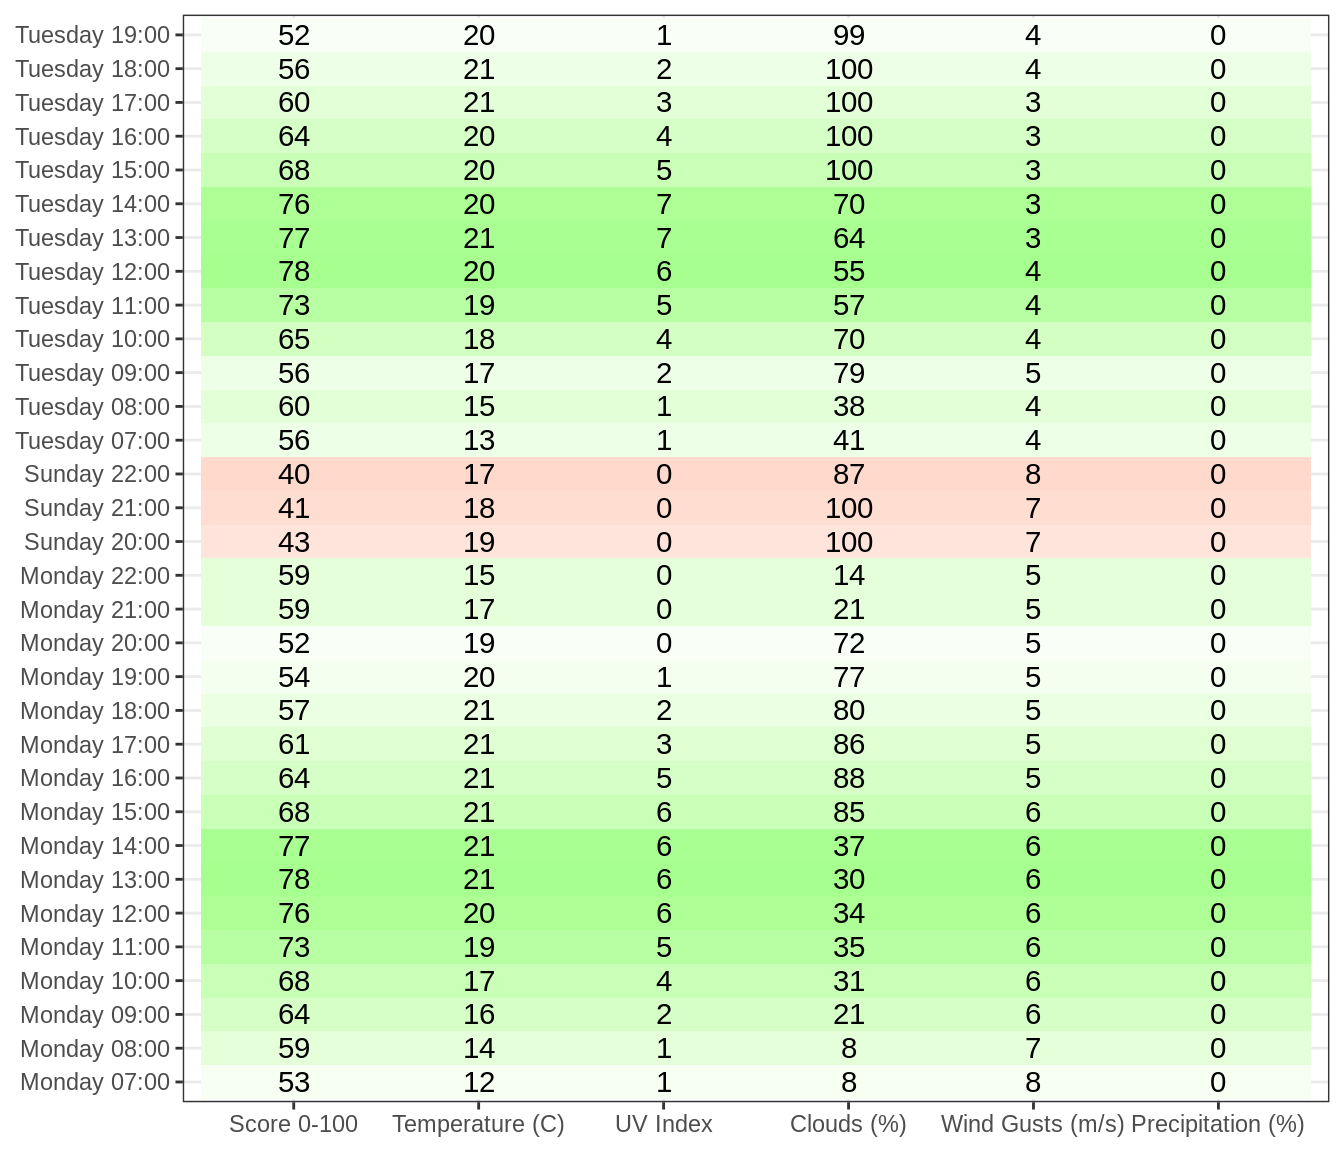 Tuesday 19:00 52 20 1 99 4 0
Tuesday 18:00 56 21 2 100 4 0
Tuesday 17:00 60 21 3 100 3 0
Tuesday 16:00 64 20 4 100 3 0
Tuesday 15:00 68 20 5 100 3 0
Tuesday 14:00 76 20 7 70 3 0
Tuesday 13:00 77 21 7 64 3 0
Tuesday 12:00 78 20 6 55 4 0
Tuesday 11:00 73 19 5 57 4 0
Tuesday 10:00 65 18 4 70 4 0
Tuesday 09:00 56 17 2 79 5 0
Tuesday 08:00 60 15 1 38 4 0
Tuesday 07:00 56 13 1 41 4 0
Sunday 22:00 40 17 0 87 8 0
Sunday 21:00 41 18 0 100 7 0
Sunday 20:00 43 19 0 100 7 0
Monday 22:00 59 15 0 14 5 0
Monday 21:00 59 17 0 21 5 0
Monday 20:00 52 19 0 72 5 0
Monday 19:00 54 20 1 77 5 0
Monday 18:00 57 21 2 80 5 0
Monday 17:00 61 21 3 86 5 0
Monday 16:00 64 21 5 88 5 0
Monday 15:00 68 21 6 85 6 0
Monday 14:00 77 21 6 37 6 0
Monday 13:00 78 21 6 30 6 0
Monday 12:00 76 20 6 34 6 0
Monday 11:00 73 19 5 35 6 0
Monday 10:00 68 17 4 31 6 0
Monday 09:00 64 16 2 21 6 0
Monday 08:00 59 14 1 8 7 0
Monday 07:00 53 12 1 8 8 0
Score 0-100 Temperature (C) UV Index Clouds (%) Wind Gusts (m/s) Precipitation (%)